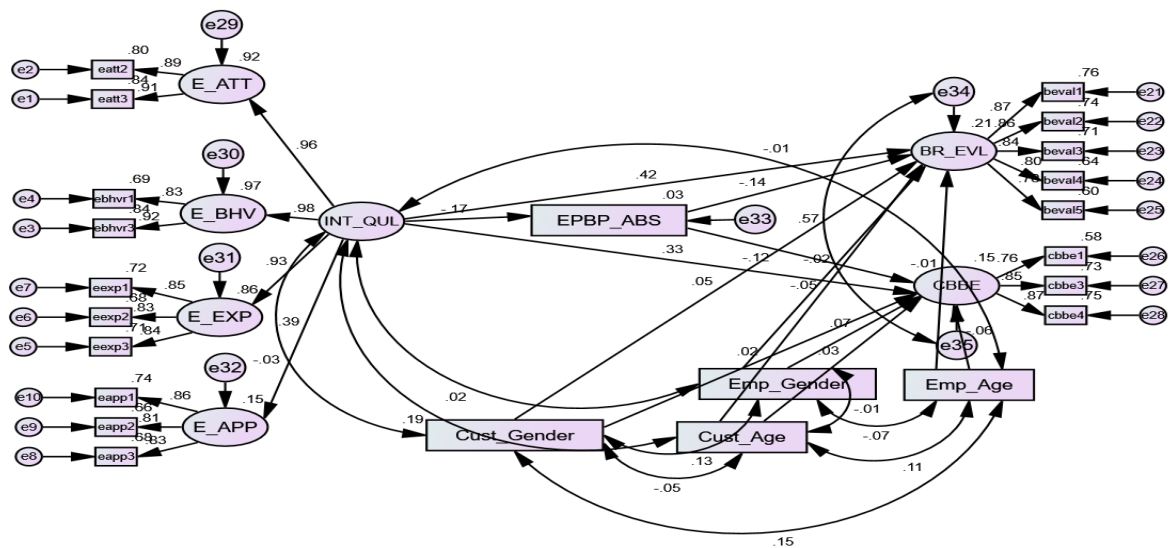 e29
.80
.92
e2
eatt2
.89
E_ATT
.84
e1
eatt3
.91
.96
e30
.69
.97
e4
ebhvr1
.83
E_BHV
.84
e3
ebhvr3
.92
.98
INT_QUL
e31
.72
.86
e7
eexp1
.85
.93
e6
.68
eexp2
.83
E_EXP
e5
.71
eexp3
.84
.39
e32
-.03
.74
.15
e10
eapp1
.86
e9
.66
eapp2
.81
E_APP
e8
.68
eapp3
.83
.19
.02
.42
.03
-.14
-.17
EPBP_ABS
e33
.33
-.12
-.02
.57
-.01
.05
-.05
.07
.02
.03
-.06
e34
.21
BR_EVL
.87
.76
beval1
e21
.86
.74
beval2
e22
.84
.71
beval3
e23
.80
.64
beval4
e24
.60
beval5
e25
-.01
.15
CBBE
.76
.58
cbbe1
e26
.85
.73
cbbe3
e27
.87
.75
cbbe4
e28
e35
Emp_Gender
Emp_Age
-.01
-.07
Cust_Gender
Cust_Age
.13
.11
-.05
.15